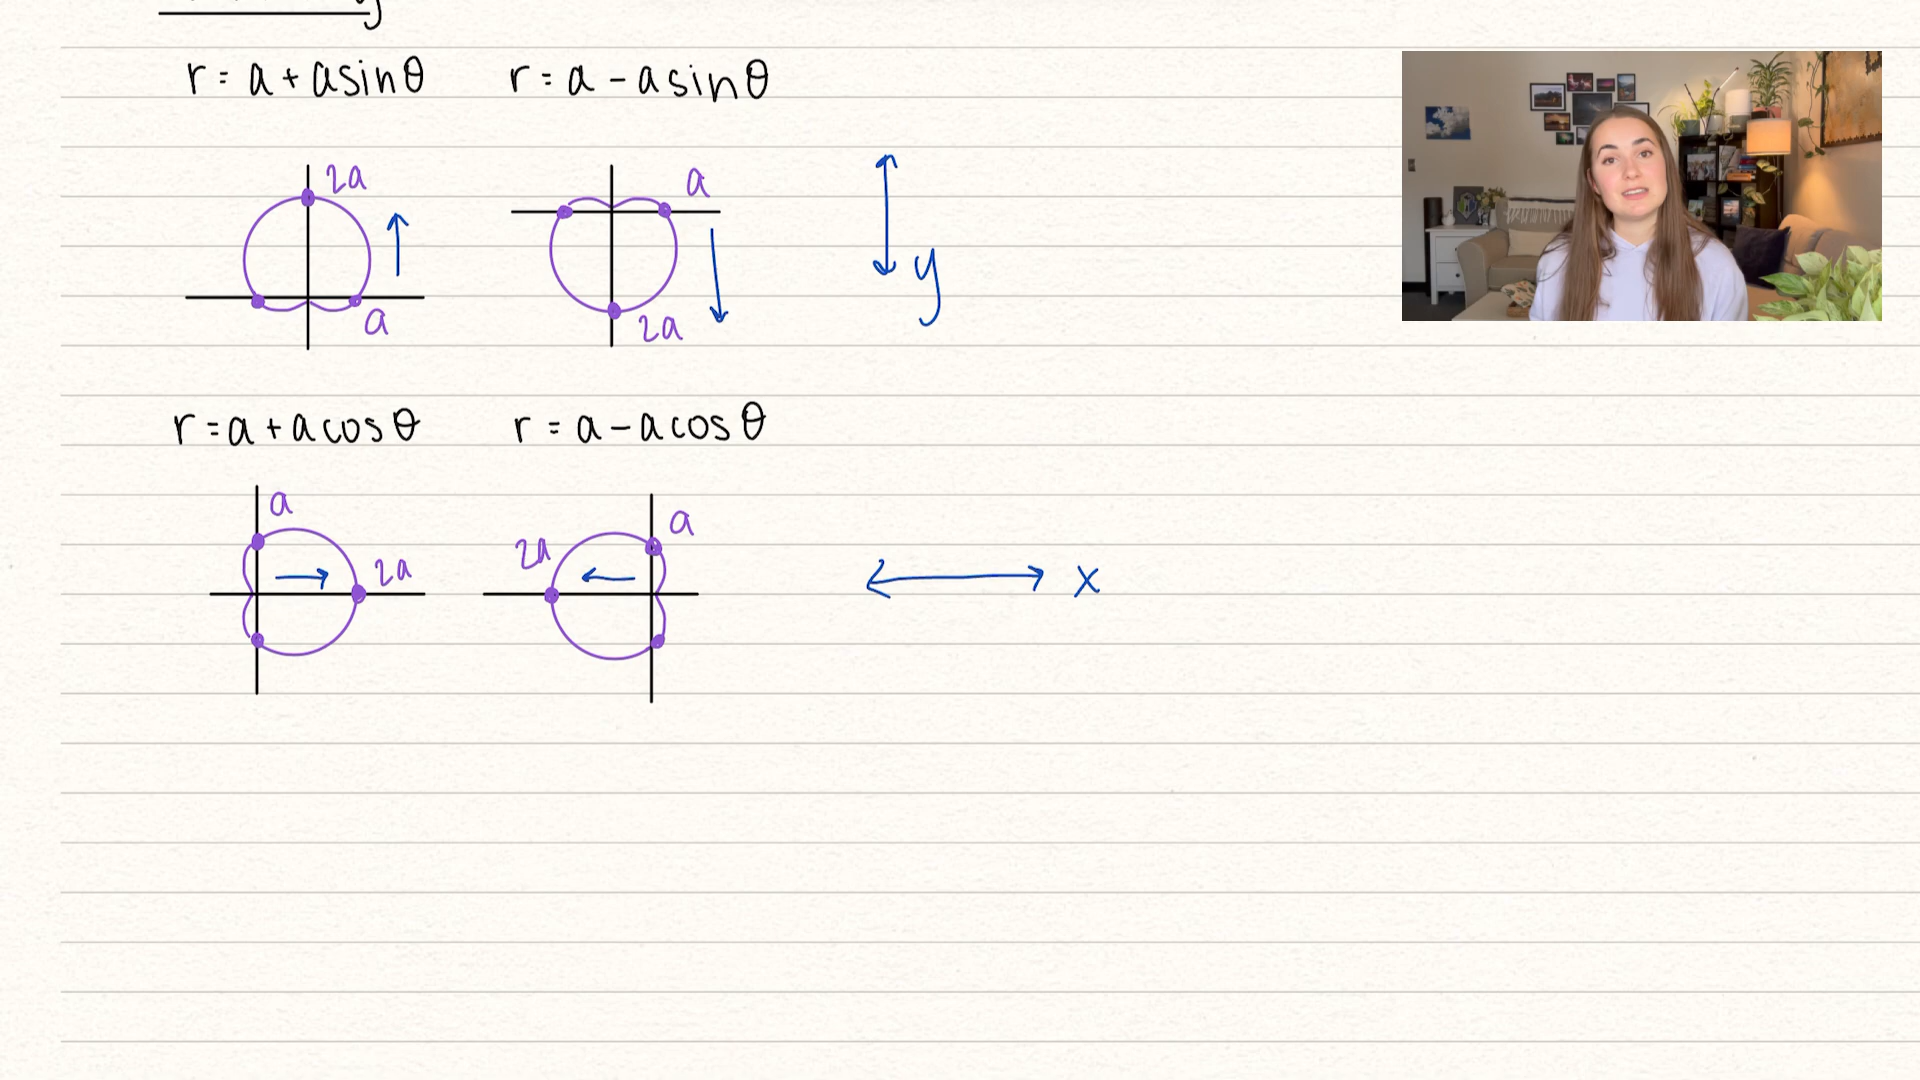 r = a + asinθ r = a - asinθ
2a a
a 2a
y
r = a + acosθ r = a - acosθ
a a
2a 2a
x